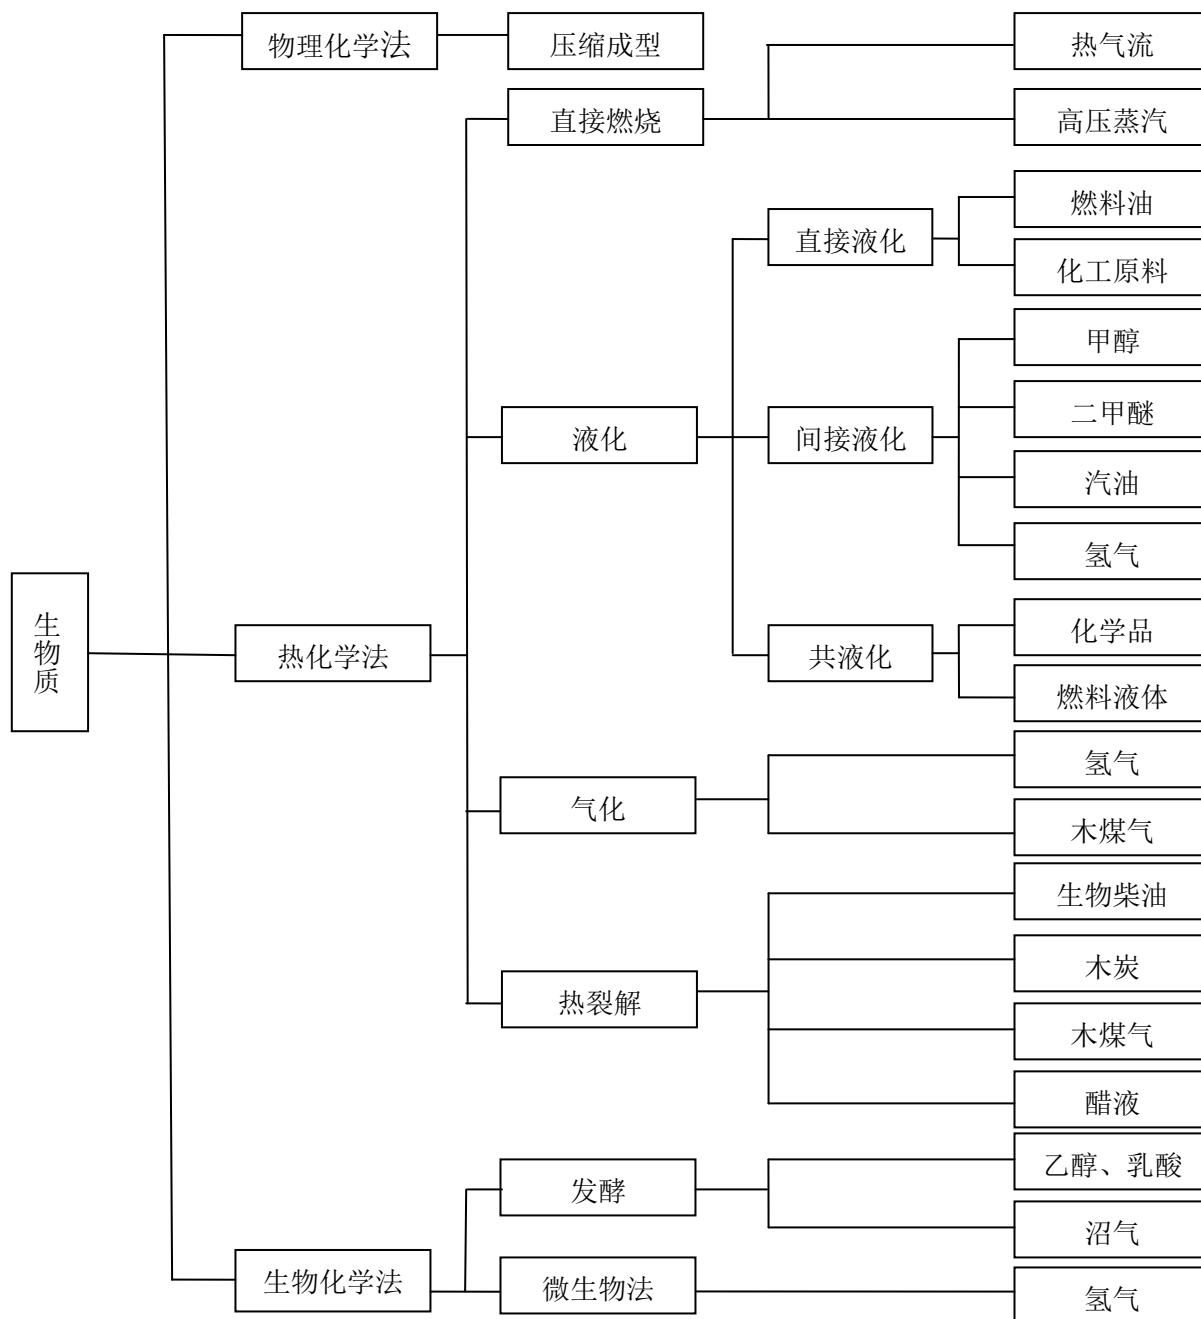 物理化学法
压缩成型
热气流
直接燃烧
高压蒸汽
燃料油
直接液化
化工原料
甲醇
二甲醚
液化
间接液化
汽油
氢气
生物质
热化学法
共液化
化学品
燃料液体
氢气
气化
木煤气
生物柴油
木炭
热裂解
木煤气
醋液
乙醇、乳酸
发酵
沼气
生物化学法
微生物法
氢气